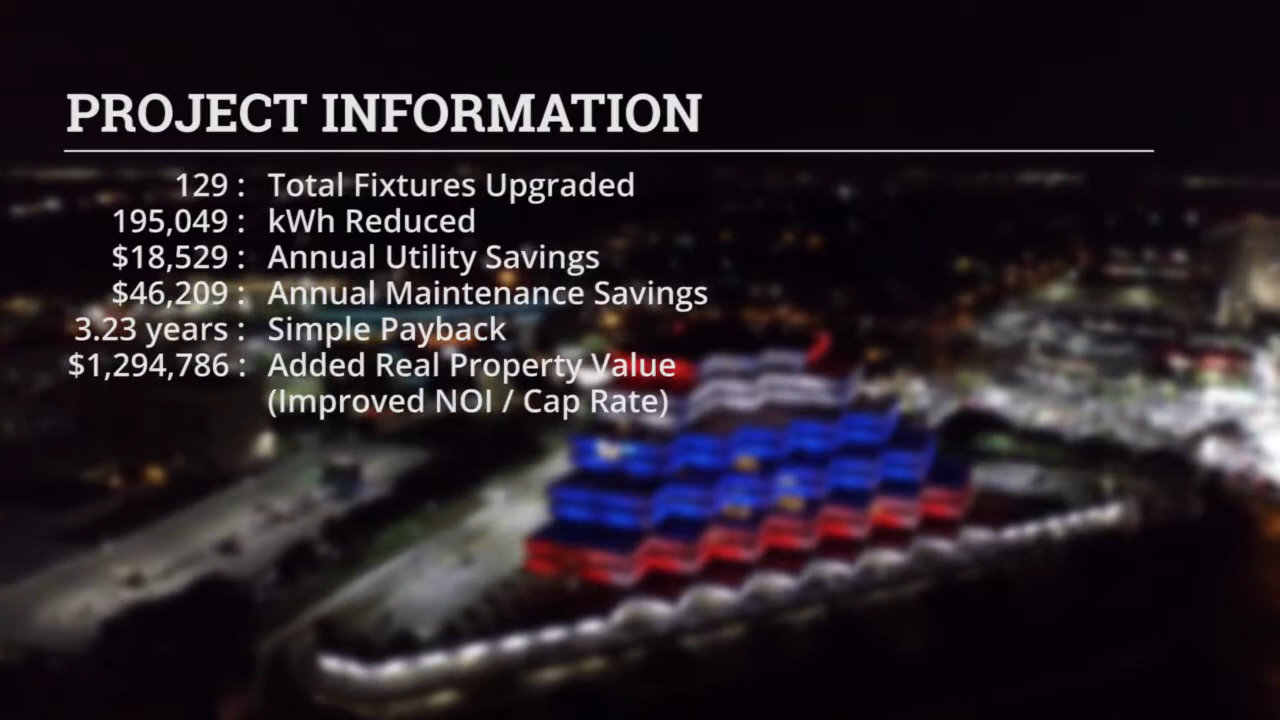 PROJECT INFORMATION
129 : Total Fixtures Upgraded
195,049 : kWh Reduced
$18,529 : Annual Utility Savings
$46,209 : Annual Maintenance Savings
3.23 years : Simple Payback
$1,294,786 : Added Real Property Value
(Improved NOI / Cap Rate)